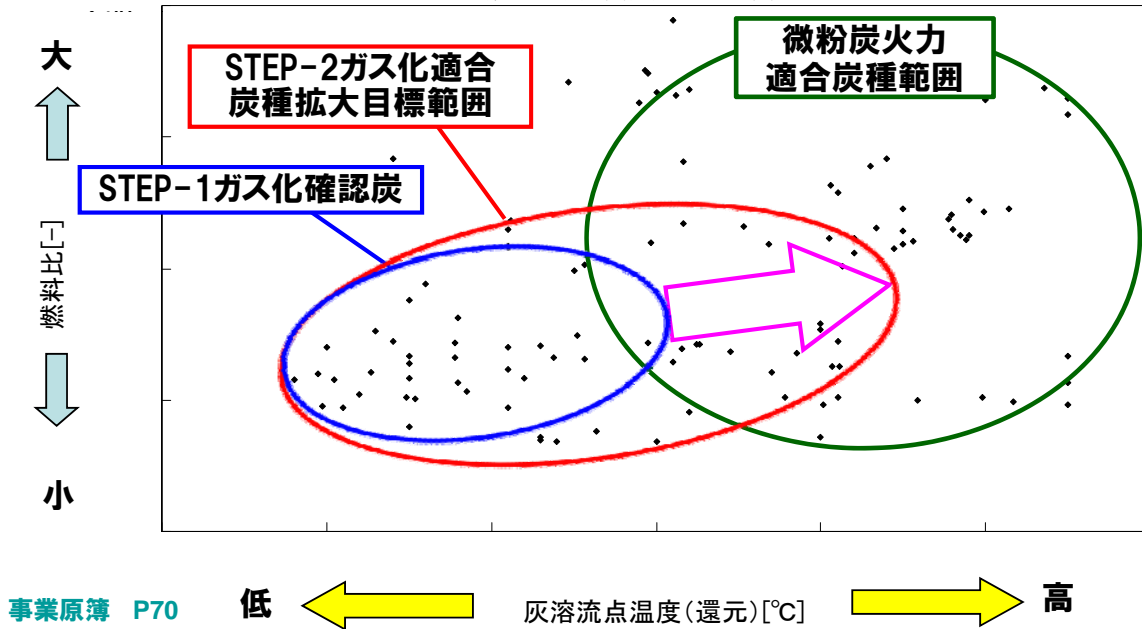 大
STEP-2ガス化適合
炭種拡大目標範囲
微粉炭火力
適合炭種範囲
STEP-1ガス化確認炭
燃料比[-]
小
事業原簿 P70
低
灰溶流点温度(還元)[℃]
高